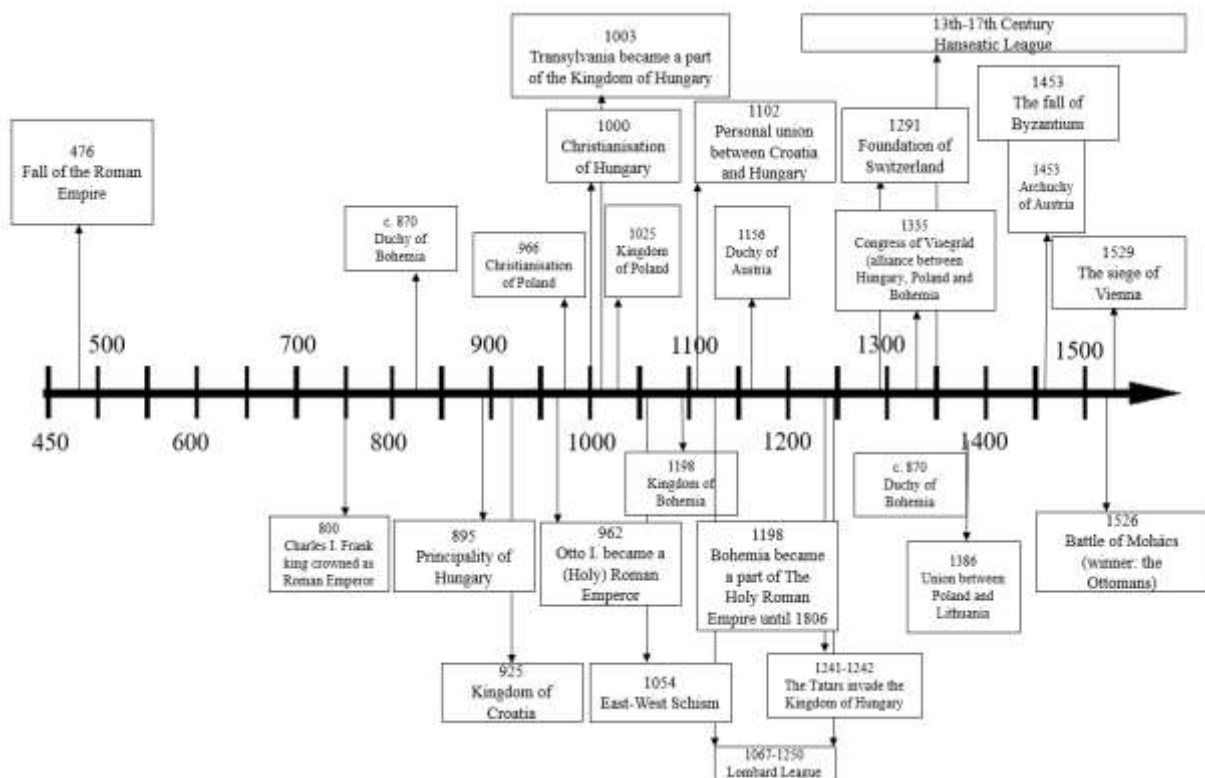 13th-17th Century
Hanseatic League
1003
Transylvania became a part
of the Kingdom of Hungary
1453
The fall of
Byzantium
1000
Christianisation
of Hungary
1102
Personal union
between Croatia
and Hungary
1291
Foundation of
Switzerland
476
Fall of the Roman
Empire
1453
Archuchy
of Austria
c. 870
Duchy of
Bohemia
966
Christianisation
of Poland
1025
Kingdom
of Poland
1156
Duchy of
Austria
1335
Congress of Visegrád
(alliance between
Hungary, Poland and
Bohemia
1529
The siege of
Vienna
500
700
900
1100
1300
1500
450
600
800
1000
1200
1400
1198
Kingdom of
Bohemia
c. 870
Duchy of
Bohemia
800
Charles I. Frank
king crowned as
Roman Emperor
895
Principality of
Hungary
962
Otto I. became a
(Holy) Roman
Emperor
1198
Bohemia became
a part of The
Holy Roman
Empire until 1806
1386
Union between
Poland and
Lithuania
1526
Battle of Mohács
(winner: the
Ottomans)
925
Kingdom of
Croatia
1054
East-West Schism
1241-1242
The Tatars invade the
Kingdom of Hungary
1067-1250
Lombard League